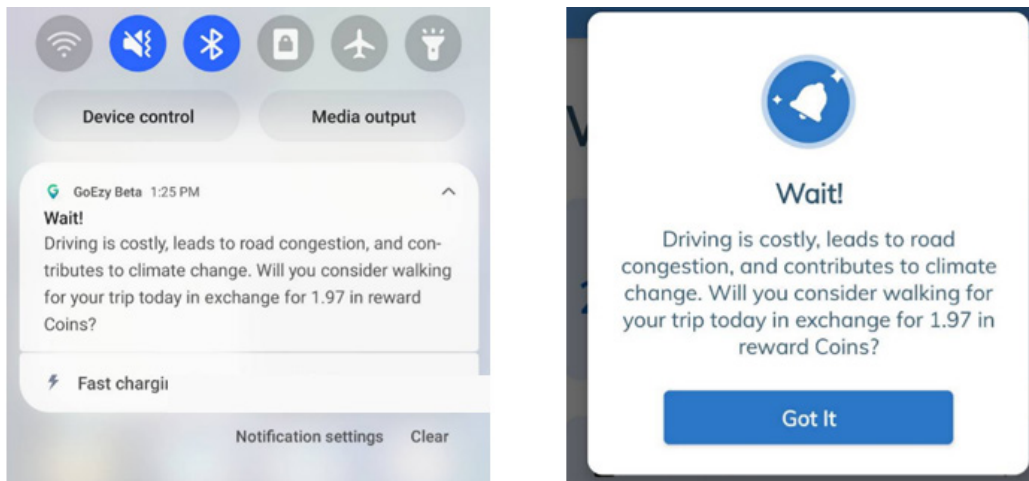 Device control
Media output
GoEzy Beta 1:25 PM
Wait!
Driving is costly, leads to road congestion, and con-
tributes to climate change. Will you consider walking
for your trip today in exchange for 1.97 in reward
Coins?
Notification settings
Clear
Fast
Wait!
Driving is costly, leads to road
congestion, and contributes to climate
change. Will you consider walking for
your trip today in exchange for 1.97 in
reward Coins?
Got It